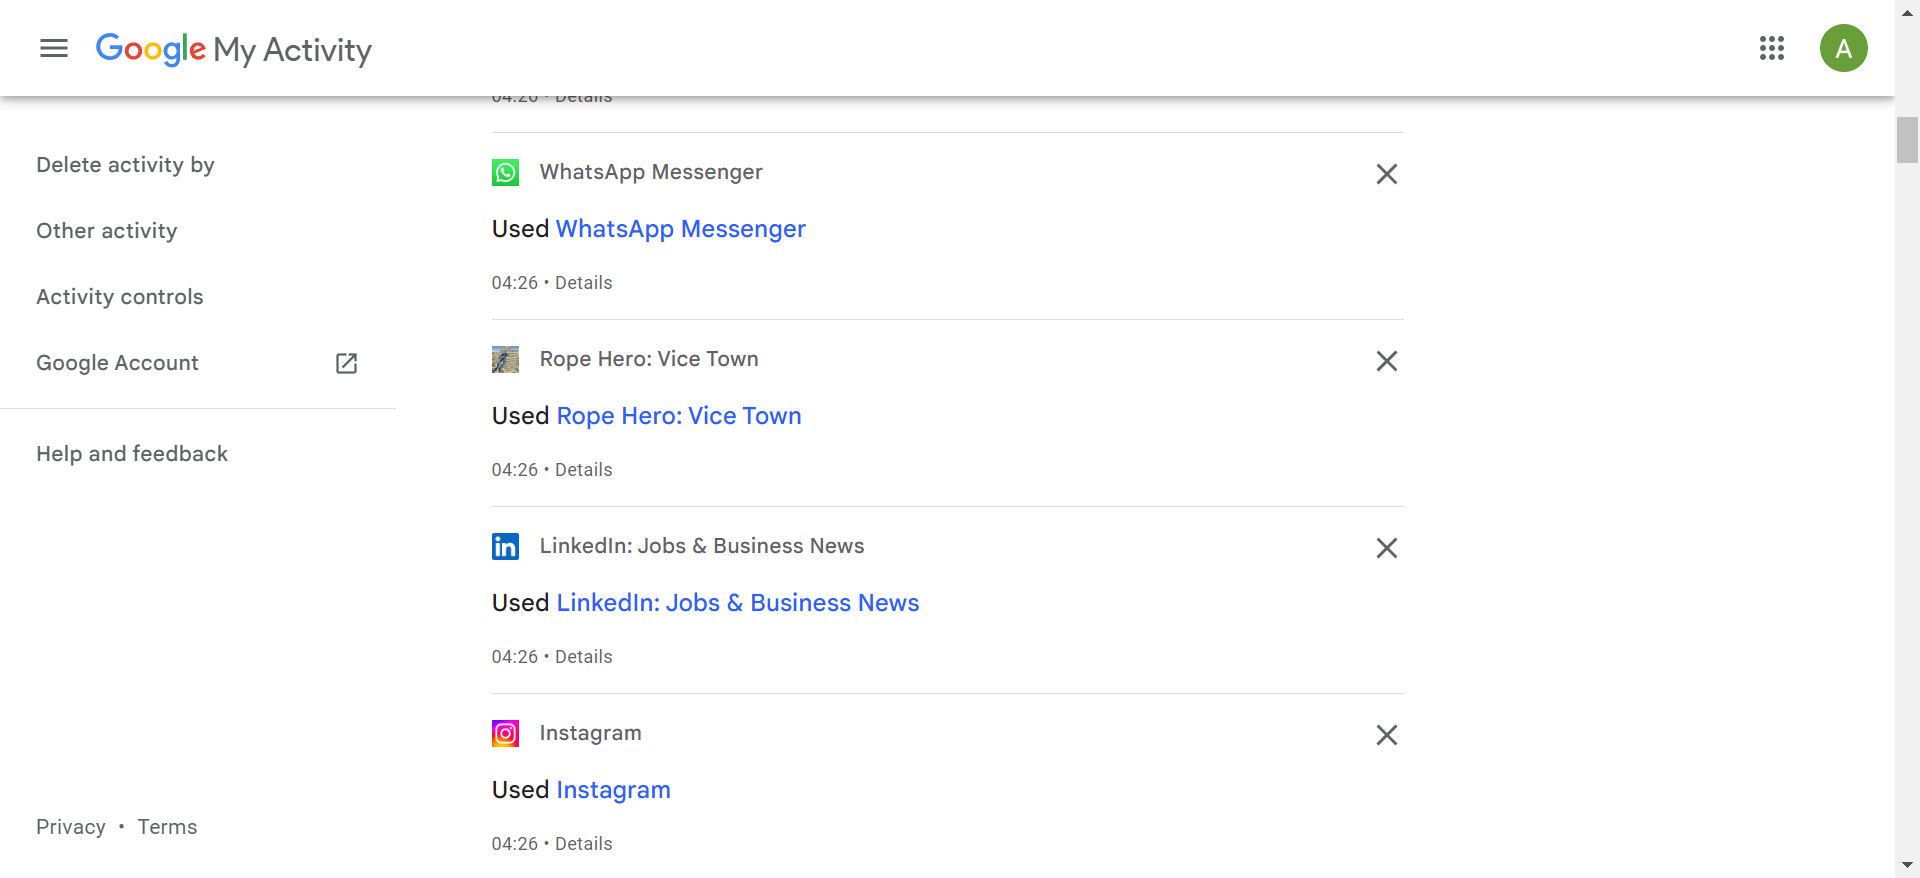 Google My Activity
A
04:26 • Details
Delete activity by
Other activity
Activity controls
Google Account
Help and feedback
Privacy • Terms
WhatsApp Messenger
Used WhatsApp Messenger
04:26 • Details
Rope Hero: Vice Town
Used Rope Hero: Vice Town
04:26 • Details
LinkedIn: Jobs & Business News
Used LinkedIn: Jobs & Business News
04:26 • Details
Instagram
Used Instagram
04:26 • Details